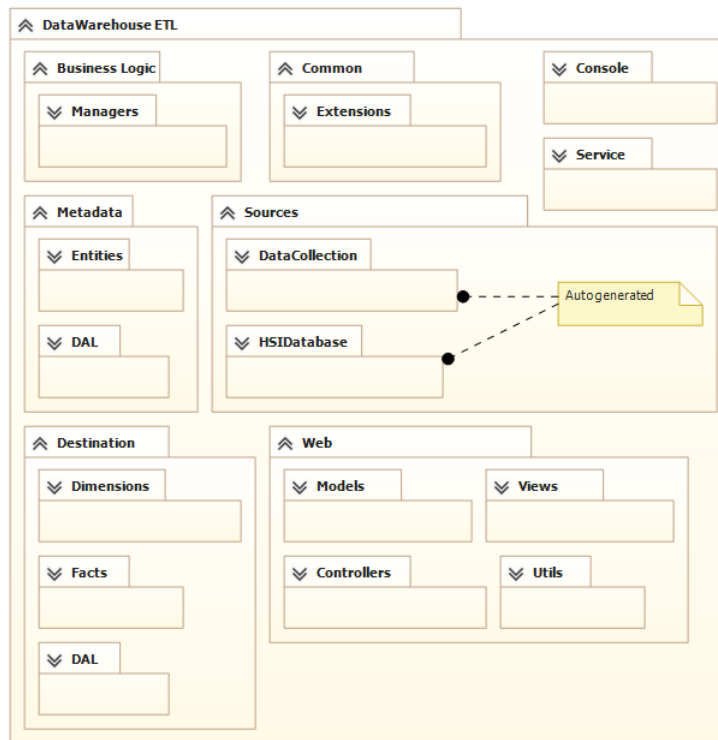 DataWarehouse ETL
Business Logic
Managers
Common
Extensions
Console
Service
Metadata
Entities
DAL
Sources
DataCollection
HSIDatabase
Autogenerated
Destination
Dimensions
Facts
DAL
Web
Models
Views
Controllers
Utils